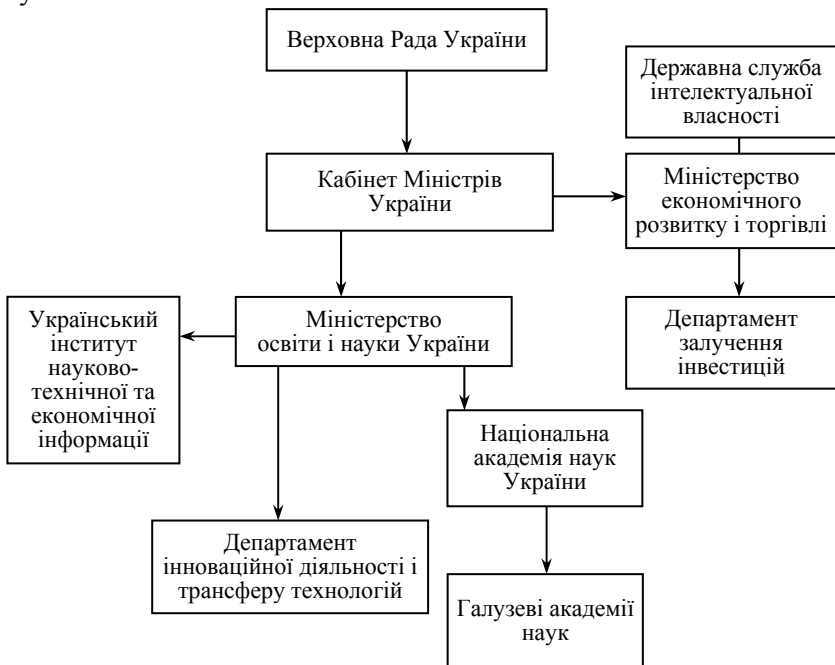 у
Верховна Рада України
Державна служба
інтелектуальної
власності
Кабінет Міністрів
України
Міністерство
економічного
розвитку і торгівлі
Український
інститут
науково-
технічної та
економічної
інформації
Міністерство
освіти і науки України
Департамент
залучення
інвестицій
Національна
академія наук
України
Департамент
інноваційної діяльності і
трансферу технологій
Галузеві академії
наук